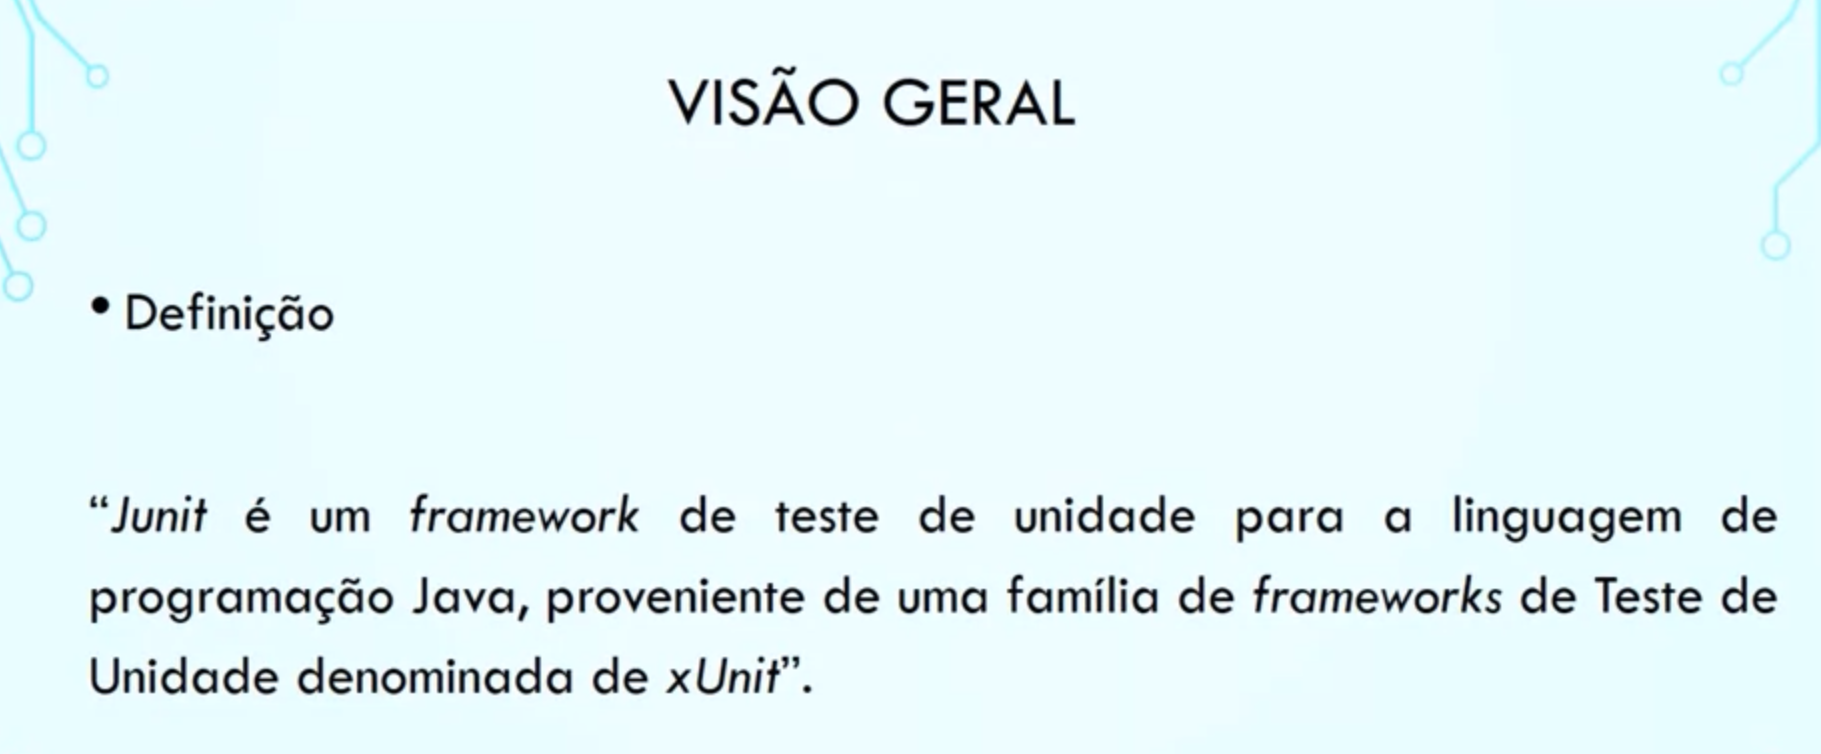 VISÃO GERAL
• Definição
“Junit é um framework de teste de unidade para a linguagem de
programação Java, proveniente de uma família de frameworks de Teste de
Unidade denominada de xUnit”.